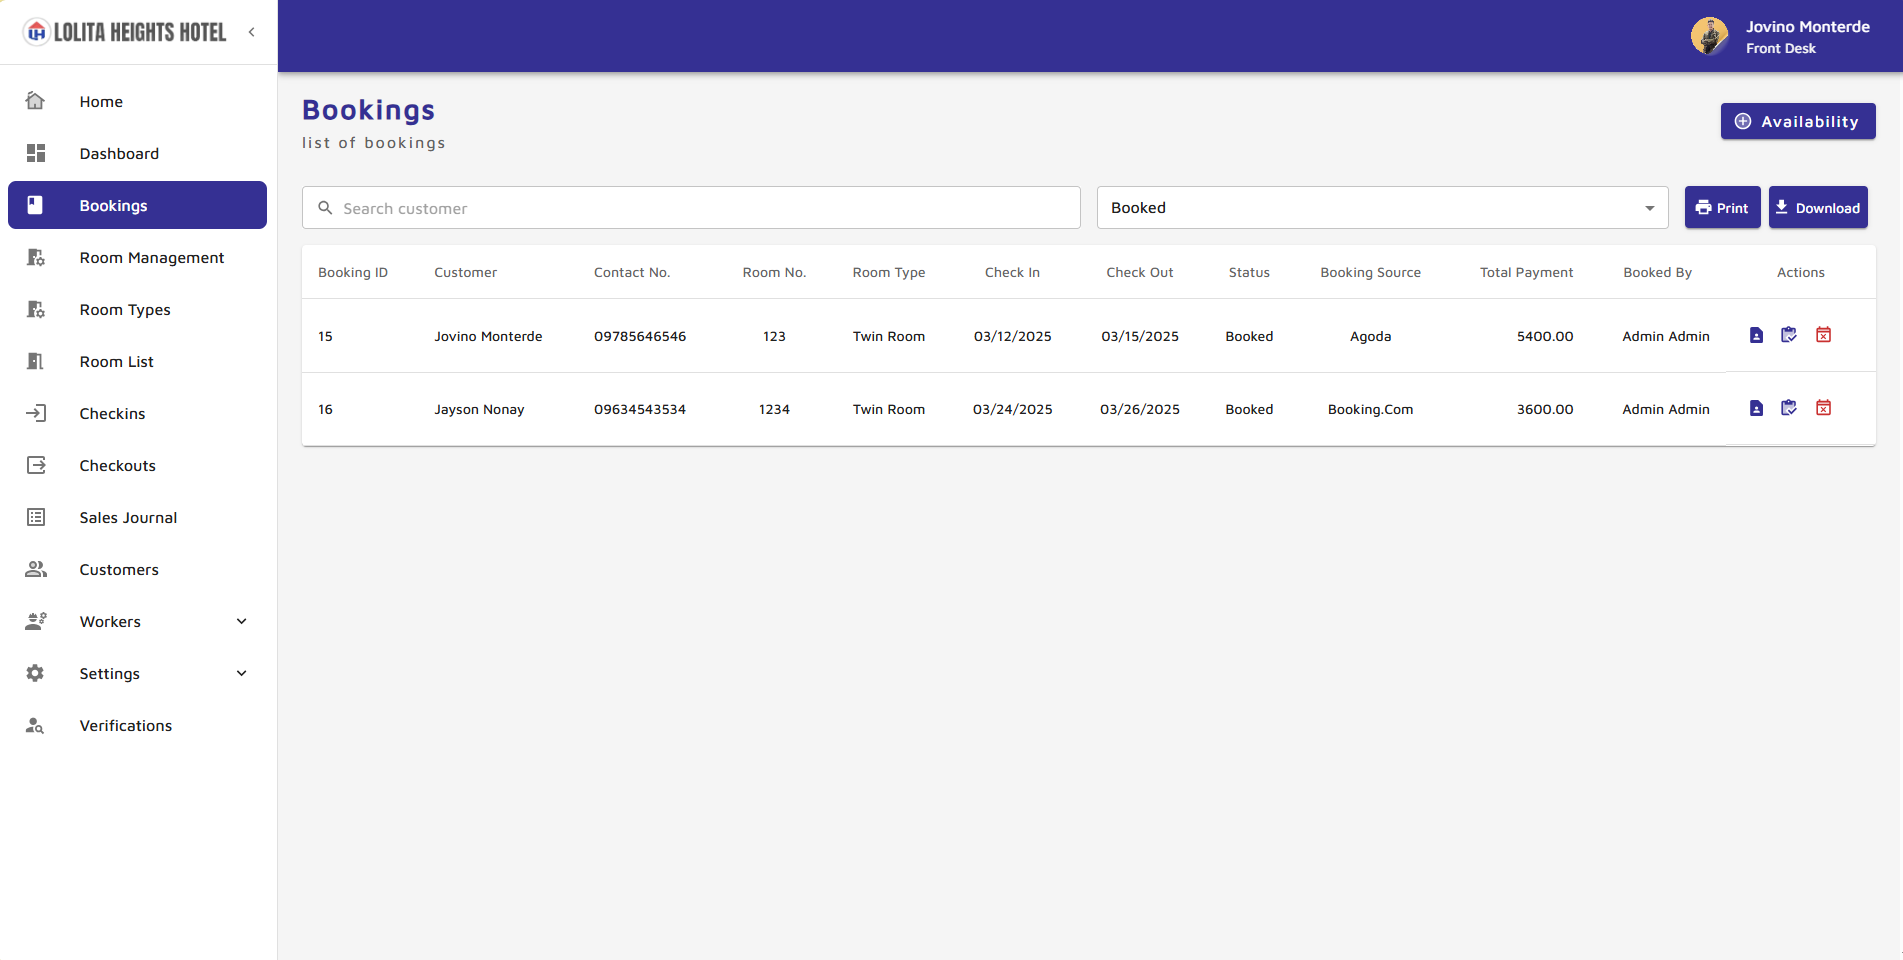 LOLITA HEIGHTS HOTEL
Jovino Monterde
Front Desk
Home
Dashboard
Bookings
Room Management
Room Types
Room List
Checkins
Checkouts
Sales Journal
Customers
Workers
Settings
Verifications
Bookings
list of bookings
Availability
Search customer
Booked
Print
Download
Booking ID Customer Contact No. Room No. Room Type Check In Check Out Status Booking Source Total Payment Booked By Actions
15 Jovino Monterde 09785646546 123 Twin Room 03/12/2025 03/15/2025 Booked Agoda 5400.00 Admin Admin
16 Jayson Nonay 09634543534 1234 Twin Room 03/24/2025 03/26/2025 Booked Booking.Com 3600.00 Admin Admin